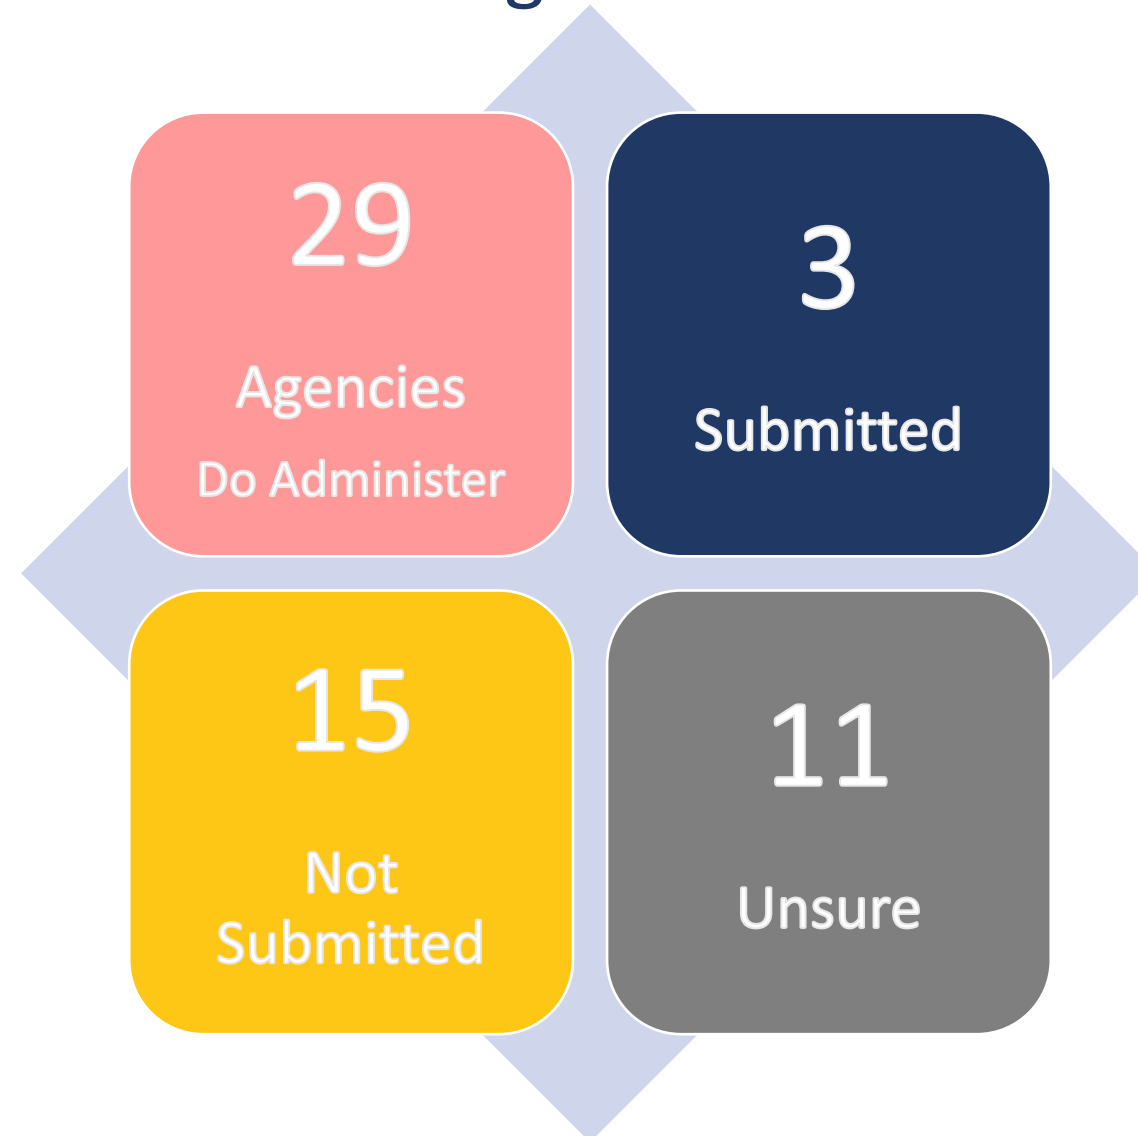 29
Agencies
Do Administer
3
Submitted
15
Not
Submitted
11
Unsure